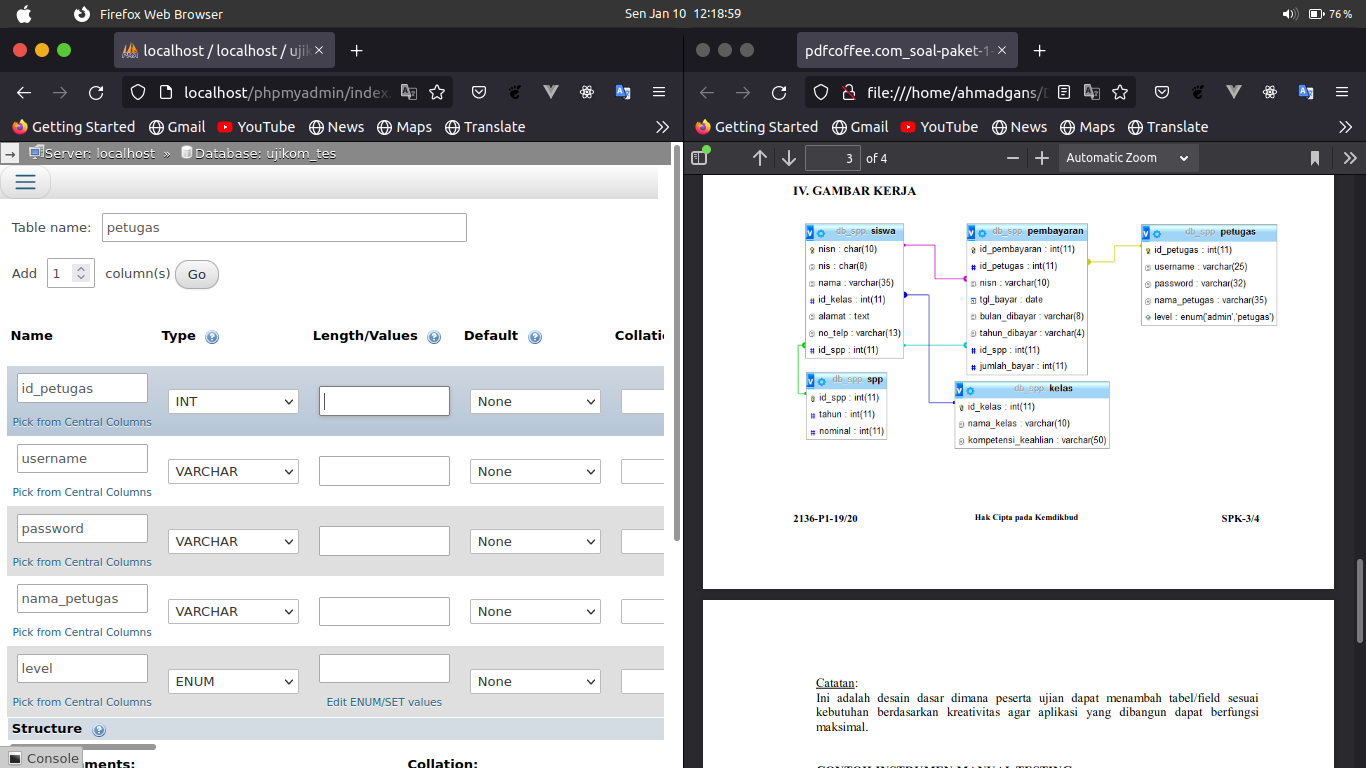 Firefox Web Browser
Sen Jan 10 12:18:59
76 %
localhost / localhost / uji
pdfcoffee.com_soal-paket-1-
localhost/phpmyadmin/index.
file:///home/ahmadgans/
Getting Started Gmail YouTube News Maps Translate
Getting Started Gmail YouTube News Maps Translate
Server: localhost » Database: ujikom_tes
Table name: petugas
Add 1 column(s) Go
Name Type Length/Values Default
id_petugas INT None
Pick from Central Columns
username VARCHAR None
Pick from Central Columns
password VARCHAR None
Pick from Central Columns
nama_petugas VARCHAR None
Pick from Central Columns
level ENUM None
Pick from Central Columns Edit ENUM/SET values
Structure
Console
ments: Collation:
3 of 4
Automatic Zoom
IV. GAMBAR KERJA
db_spp siswa
nisn : char(10)
nis : char(8)
nama : varchar(35)
id_kelas : int(11)
alamat : text
no_telp : varchar(13)
id_spp : int(11)
db_spp pembayaran
id_pembayaran : int(11)
id_petugas : int(11)
nisn : varchar(10)
tgl_bayar : date
bulan_dibayar : varchar(8)
tahun_dibayar : varchar(4)
id_spp : int(11)
jumlah_bayar : int(11)
db_spp petugas
id_petugas : int(11)
username : varchar(25)
password : varchar(32)
nama_petugas : varchar(35)
level : enum('admin','petugas')
db_spp spp
id_spp : int(11)
tahun : int(11)
nominal : int(11)
db_spp kelas
id_kelas : int(11)
nama_kelas : varchar(10)
kompetensi_keahlian : varchar(50)
2136-P1-19/20 Hak Cipta pada Kemdikbud SPK-3/4
Catatan:
Ini adalah desain dasar dimana peserta ujian dapat menambah tabel/field sesuai
kebutuhan berdasarkan kreativitas agar aplikasi yang dibangun dapat berfungsi
maksimal.
CONTOH INSTRUMEN MANUAL TESTING